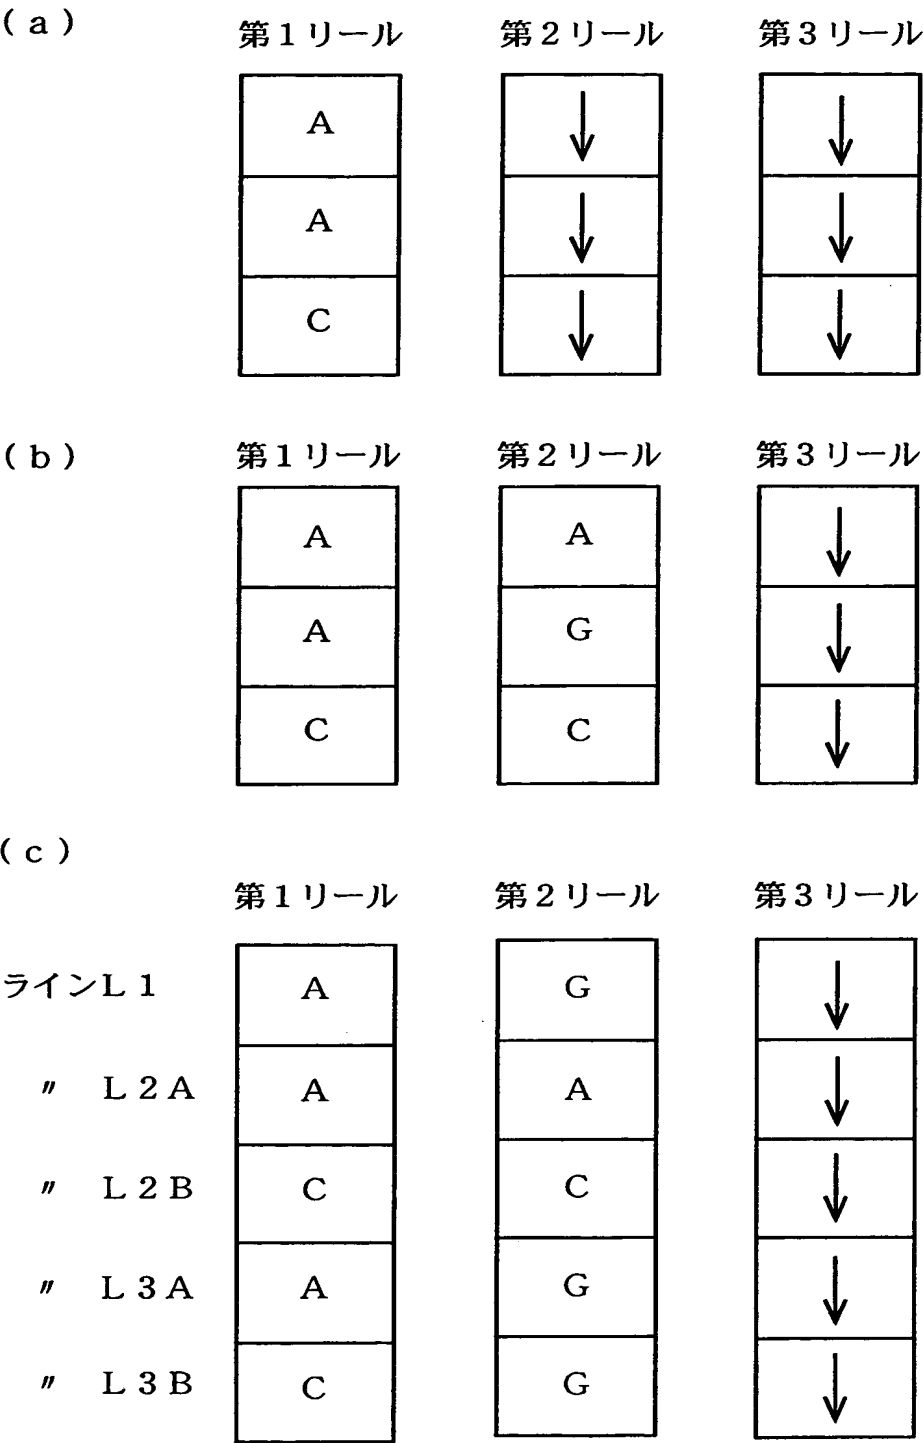 (a)
第1リール 第2リール 第3リール
A ↓ ↓
A ↓ ↓
C ↓ ↓
(b)
第1リール 第2リール 第3リール
A A ↓
A G ↓
C C ↓
(c)
第1リール 第2リール 第3リール
ラインL1 A G ↓
〃 L2A A A ↓
〃 L2B C C ↓
〃 L3A A G ↓
〃 L3B C G ↓